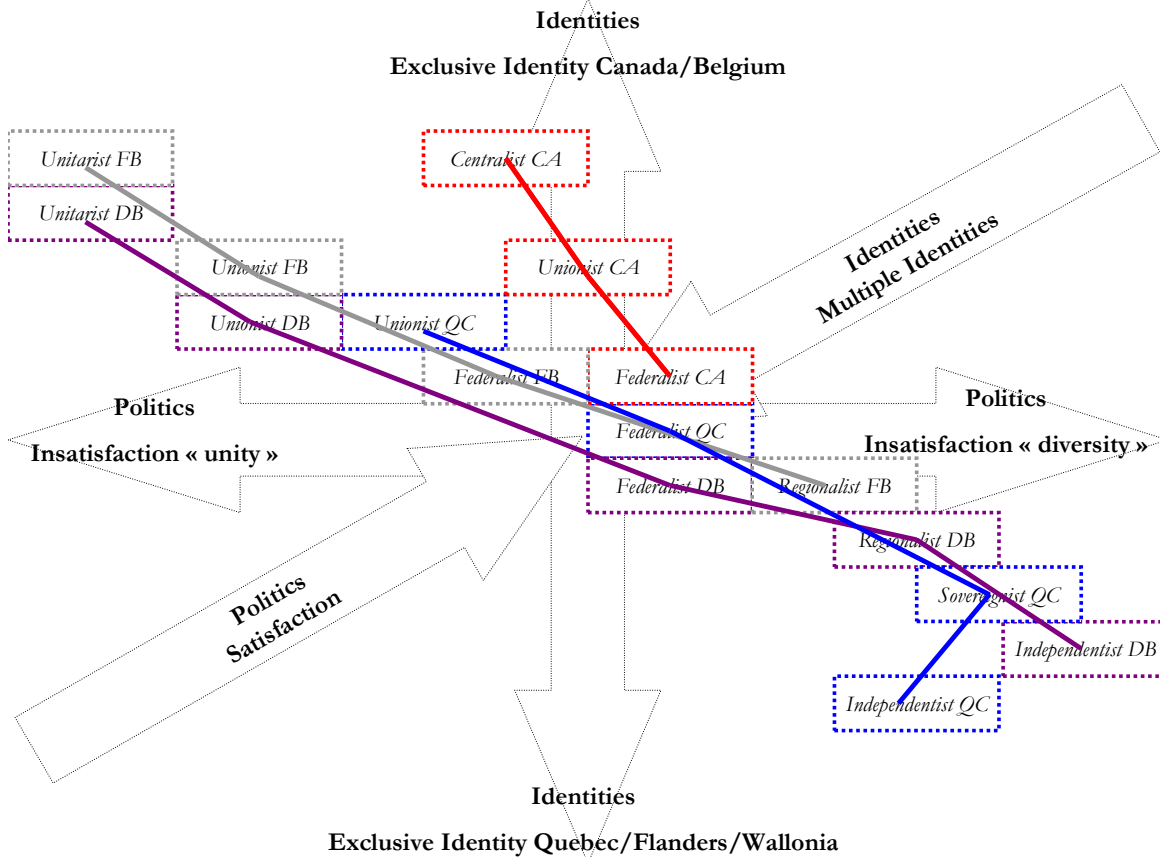 Identities
Exclusive Identity Canada/Belgium
Unitarist FB
Centralist CA
Unitarist DB
Identities
Multiple Identities
Unionist FB
Unionist CA
Unionist DB
Unionist QC
Federalist FB
Federalist CA
Politics
Insatisfaction « unity »
Federalist QC
Politics
Insatisfaction « diversity »
Federalist DB
Regionalist FB
Regionalist DB
Politics
Satisfaction
Sovereignist QC
Independentist DB
Independentist QC
Identities
Exclusive Identity Quebec/Flanders/Wallonia